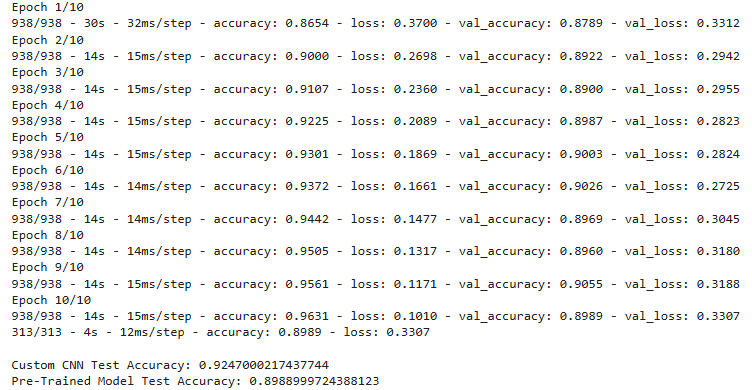 Epoch 1/10
938/938 - 30s - 32ms/step - accuracy: 0.8654 - loss: 0.3700 - val_accuracy: 0.8789 - val_loss: 0.3312
Epoch 2/10
938/938 - 14s - 15ms/step - accuracy: 0.9000 - loss: 0.2698 - val_accuracy: 0.8922 - val_loss: 0.2942
Epoch 3/10
938/938 - 14s - 15ms/step - accuracy: 0.9107 - loss: 0.2360 - val_accuracy: 0.8900 - val_loss: 0.2955
Epoch 4/10
938/938 - 14s - 15ms/step - accuracy: 0.9225 - loss: 0.2089 - val_accuracy: 0.8987 - val_loss: 0.2823
Epoch 5/10
938/938 - 14s - 15ms/step - accuracy: 0.9301 - loss: 0.1869 - val_accuracy: 0.9003 - val_loss: 0.2824
Epoch 6/10
938/938 - 14s - 14ms/step - accuracy: 0.9372 - loss: 0.1661 - val_accuracy: 0.9026 - val_loss: 0.2725
Epoch 7/10
938/938 - 14s - 15ms/step - accuracy: 0.9442 - loss: 0.1477 - val_accuracy: 0.8969 - val_loss: 0.3045
Epoch 8/10
938/938 - 14s - 14ms/step - accuracy: 0.9505 - loss: 0.1317 - val_accuracy: 0.8960 - val_loss: 0.3180
Epoch 9/10
938/938 - 14s - 14ms/step - accuracy: 0.9561 - loss: 0.1171 - val_accuracy: 0.9055 - val_loss: 0.3188
Epoch 10/10
938/938 - 14s - 15ms/step - accuracy: 0.9631 - loss: 0.1010 - val_accuracy: 0.8989 - val_loss: 0.3307
313/313 - 4s - 12ms/step - accuracy: 0.8989 - loss: 0.3307
Custom CNN Test Accuracy: 0.9247000217437744
Pre-Trained Model Test Accuracy: 0.8988999724388123